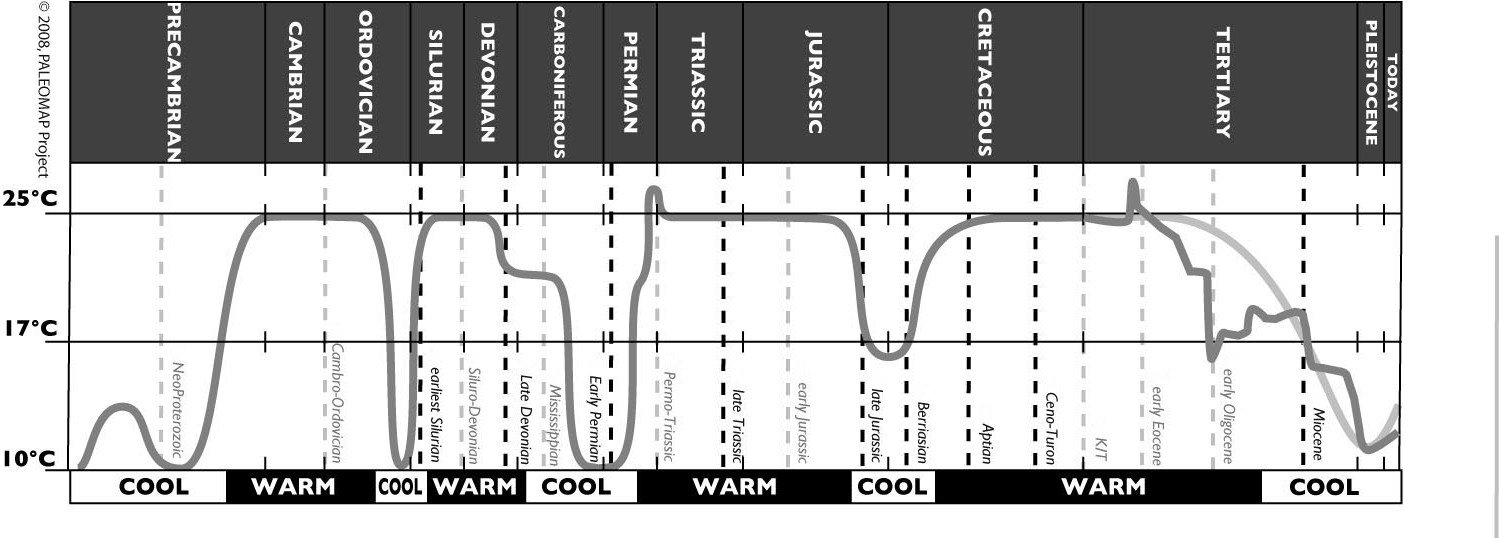 © 2008, PALEOMAP Project
PRECAMBRIAN
CAMBRIAN
ORDOVICIAN
SILURIAN
DEVONIAN
CARBONIFEROUS
PERMIAN
TRIASSIC
JURASSIC
CRETACEOUS
TERTIARY
PLEISTOCENE
TODAY
25°C
17°C
10°C
NeoProterozoic
Cambro-Ordovician
earliest Silurian
Siluro-Devonian
Late Devonian
Mississippian
Early Permian
Permo-Triassic
late Triassic
early Jurassic
late Jurassic
Berriasian
Aptian
Ceno-Turon
K/T
early Eocene
early Oligocene
Miocene
COOL
WARM
COOL
WARM
COOL
WARM
COOL
WARM
COOL